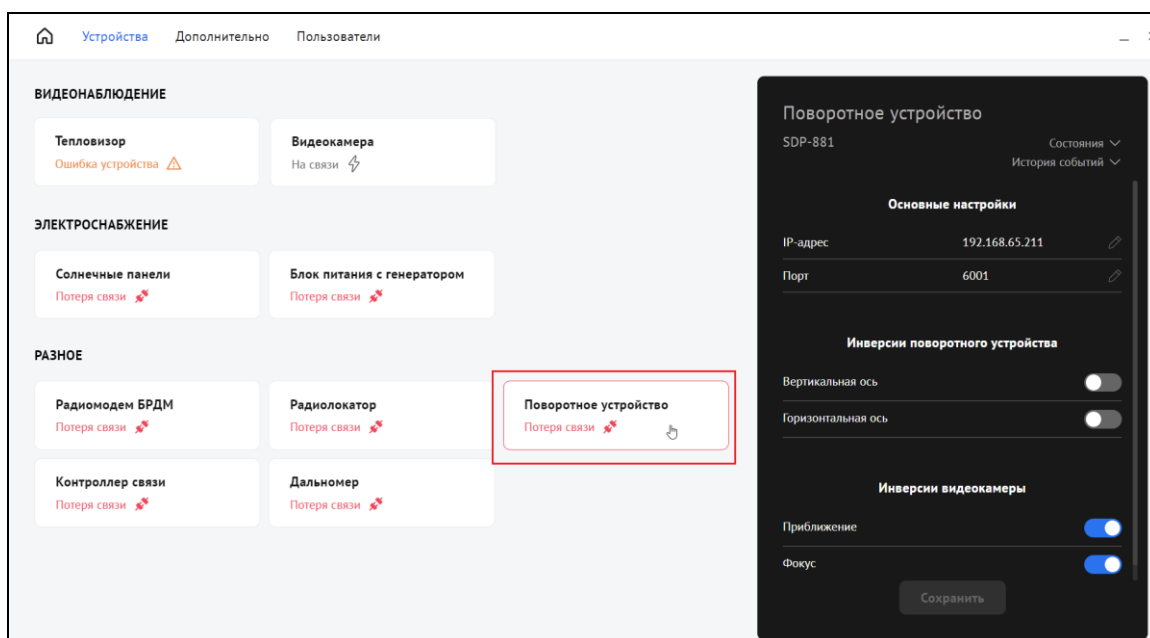 Устройства Дополнительно Пользователи
ВИДЕОНАБЛЮДЕНИЕ
Тепловизор
Ошибка устройства
Видеокамера
На связи
ЭЛЕКТРОСНАБЖЕНИЕ
Солнечные панели
Потеря связи
Блок питания с генератором
Потеря связи
РАЗНОЕ
Радиомодем БРДМ
Потеря связи
Радиолокатор
Потеря связи
Поворотное устройство
Потеря связи
Контроллер связи
Потеря связи
Дальномер
Потеря связи
Поворотное устройство
SDP-881
Состояния
История событий
Основные настройки
IP-адрес 192.168.65.211
Порт 6001
Инверсии поворотного устройства
Вертикальная ось
Горизонтальная ось
Инверсии видеокамеры
Приближение
Фокус
Сохранить